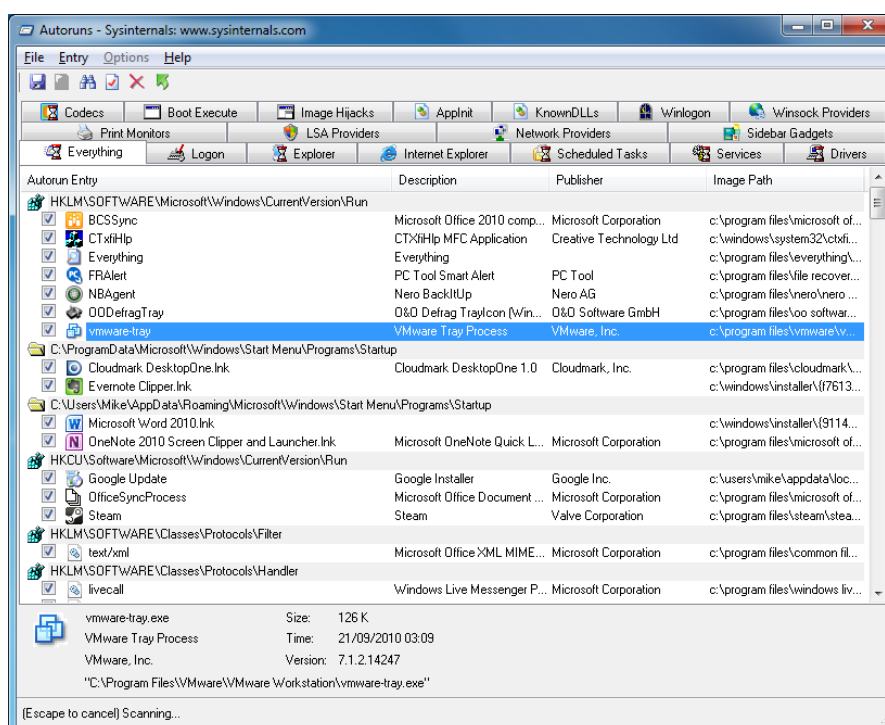 Autoruns - Sysinternals: www.sysinternals.com
File Entry Options Help
Codecs Boot Execute Image Hijacks AppInit KnownDLLs Winlogon Winsock Providers
Print Monitors LSA Providers Network Providers Sidebar Gadgets
Everything Logon Explorer Internet Explorer Scheduled Tasks Services Drivers
Autorun Entry Description Publisher Image Path
HKLM\SOFTWARE\Microsoft\Windows\CurrentVersion\Run
BCSSync Microsoft Office 2010 comp... Microsoft Corporation c:\program files\microsoft of...
CTxfiHlp CTXfiHlp MFC Application Creative Technology Ltd c:\windows\system32\ctxfi...
Everything Everything c:\program files\everything\...
FRAlert PC Tool Smart Alert PC Tool c:\program files\file recover...
NBAgent Nero BackItUp Nero AG c:\program files\nero\nero ...
OODefragTray O&O Defrag TrayIcon (Win... O&O Software GmbH c:\program files\oo softwar...
vmware-tray VMware Tray Process VMware, Inc. c:\program files\vmware\v...
C:\ProgramData\Microsoft\Windows\Start Menu\Programs\Startup
Cloudmark DesktopOne.lnk Cloudmark DesktopOne 1.0 Cloudmark, Inc. c:\program files\cloudmark\...
Evernote Clipper.lnk c:\windows\installer\{f7613...
C:\Users\Mike\AppData\Roaming\Microsoft\Windows\Start Menu\Programs\Startup
Microsoft Word 2010.lnk c:\windows\installer\{9114...
OneNote 2010 Screen Clipper and Launcher.lnk Microsoft OneNote Quick L... Microsoft Corporation c:\program files\microsoft of...
HKCU\Software\Microsoft\Windows\CurrentVersion\Run
Google Update Google Installer Google Inc. c:\users\mike\appdata\loc...
OfficeSyncProcess Microsoft Office Document ... Microsoft Corporation c:\program files\microsoft of...
Steam Steam Valve Corporation c:\program files\steam\stea...
HKLM\SOFTWARE\Classes\Protocols\Filter
text/xml Microsoft Office XML MIME... Microsoft Corporation c:\program files\common fil...
HKLM\SOFTWARE\Classes\Protocols\Handler
livecall Windows Live Messenger P... Microsoft Corporation c:\program files\windows liv...
vmware-tray.exe Size: 126 K
VMware Tray Process Time: 21/09/2010 03:09
VMware, Inc. Version: 7.1.2.14247
"C:\Program Files\VMware\VMware Workstation\vmware-tray.exe"
(Escape to cancel) Scanning...